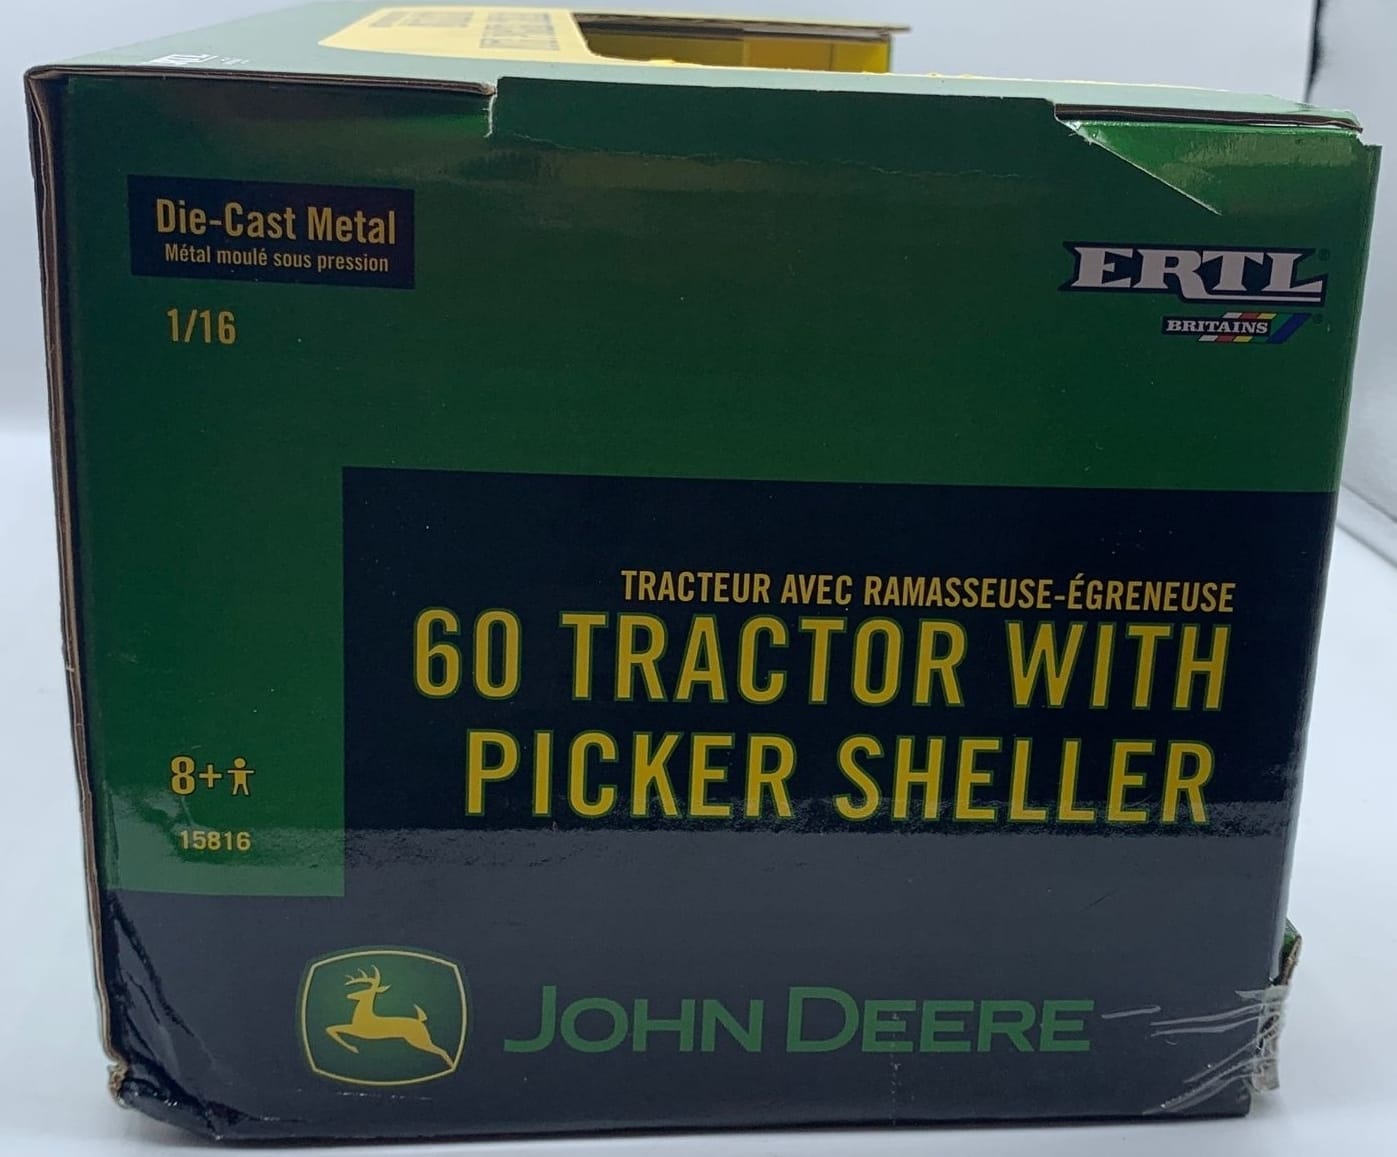 Die-Cast Metal
Métal moulé sous pression
1/16
ERTL
BRITAINS
TRACTEUR AVEC RAMASSEUSE-ÉGRENEUSE
60 TRACTOR WITH
PICKER SHELLER
8+
15816
JOHN DEERE